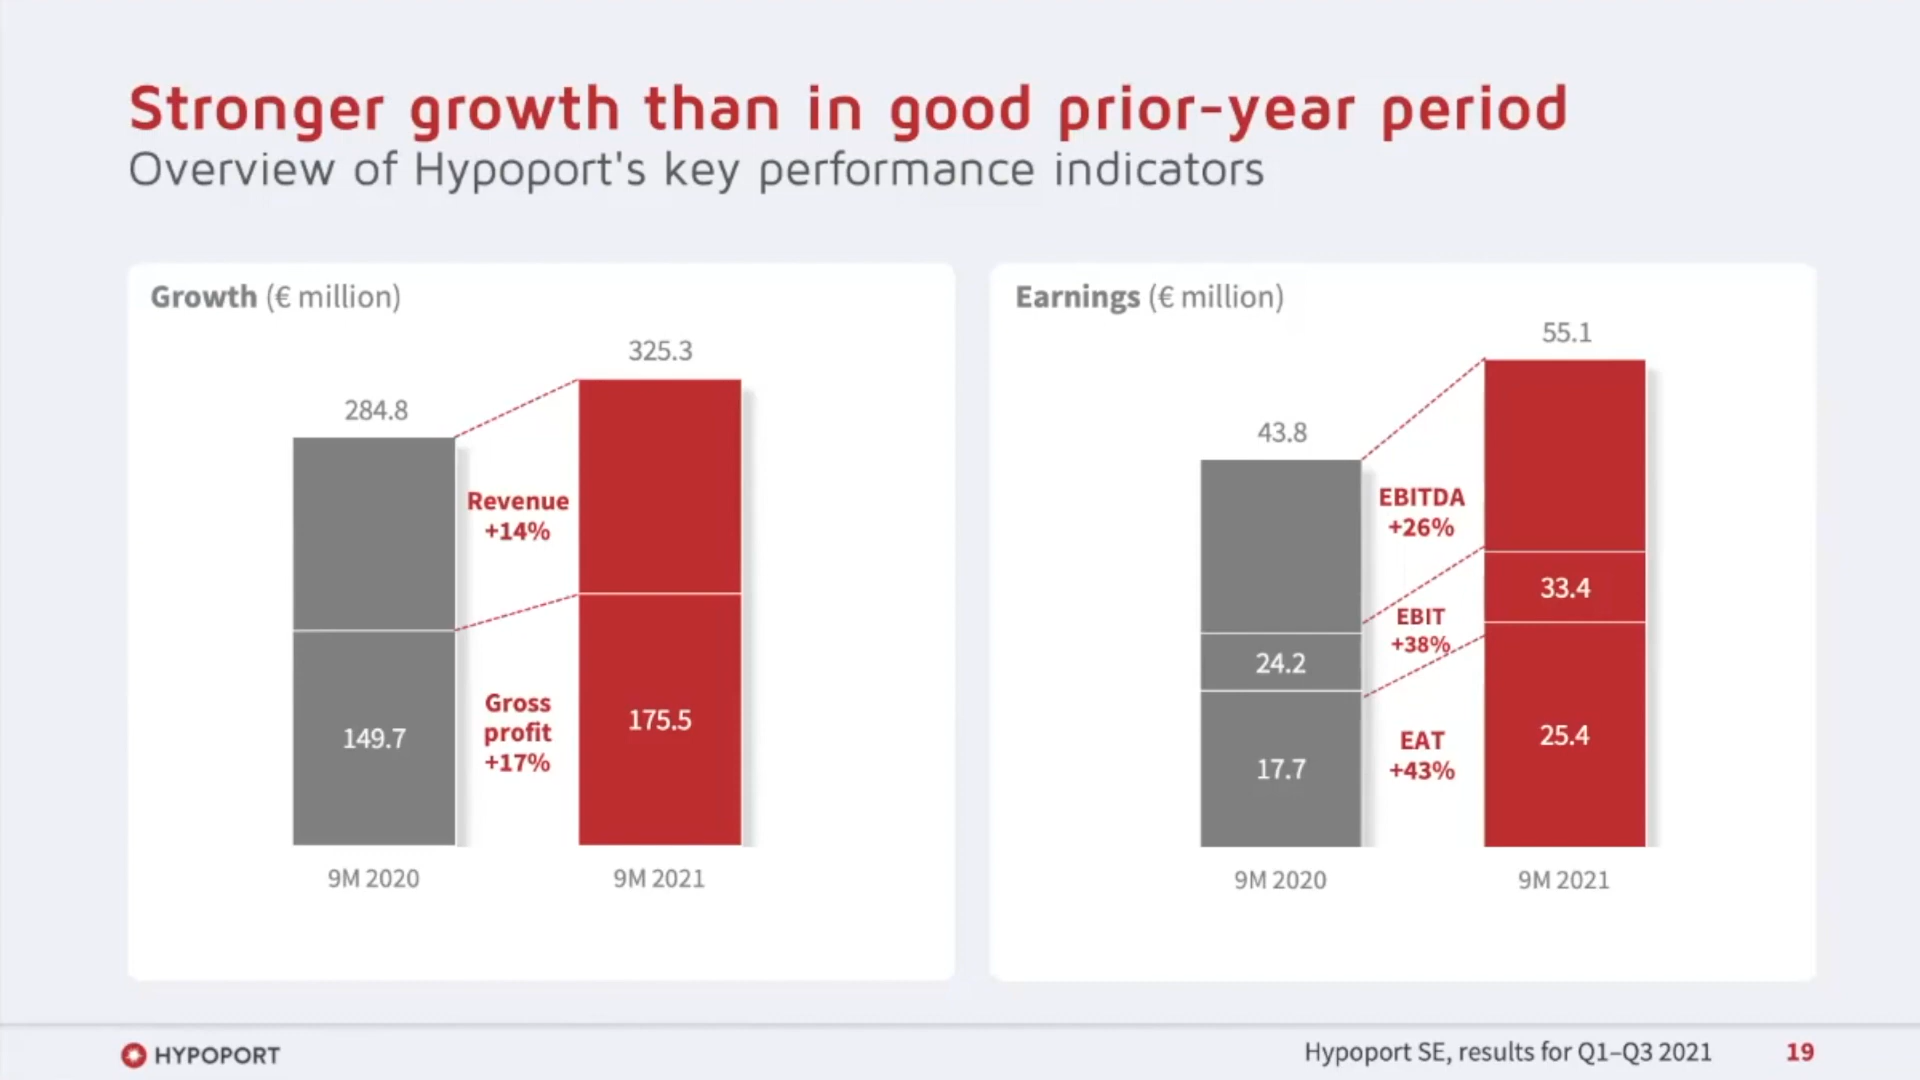 Stronger growth than in good prior-year period
Overview of Hypoport's key performance indicators
Growth (€ million)
284.8
325.3
Revenue
+14%
149.7
Gross
profit
+17%
175.5
9M 2020
9M 2021
Earnings (€ million)
43.8
55.1
EBITDA
+26%
24.2
EBIT
+38%
33.4
17.7
EAT
+43%
25.4
9M 2020
9M 2021
HYPOPORT
Hypoport SE, results for Q1–Q3 2021
19